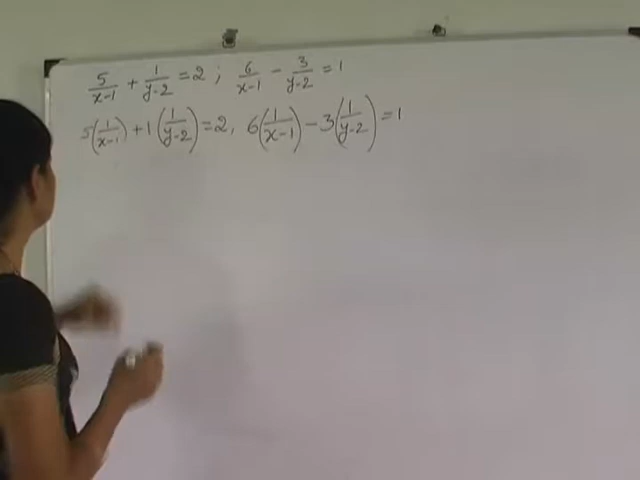 5/(x-1) + 1/(y-2) = 2 ; 6/(x-1) - 3/(y-2) = 1
5(1/(x-1)) + 1(1/(y-2)) = 2, 6(1/(x-1)) - 3(1/(y-2)) = 1